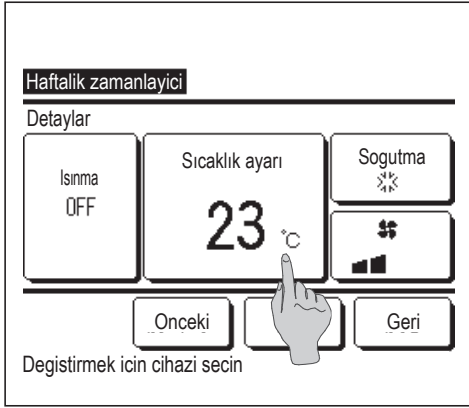 Haftalik zamanlayici
Detaylar
Isınma
OFF
Sıcaklık ayarı
23 °C
Sogutma
Onceki
Geri
Degistirmek icin cihazi secin